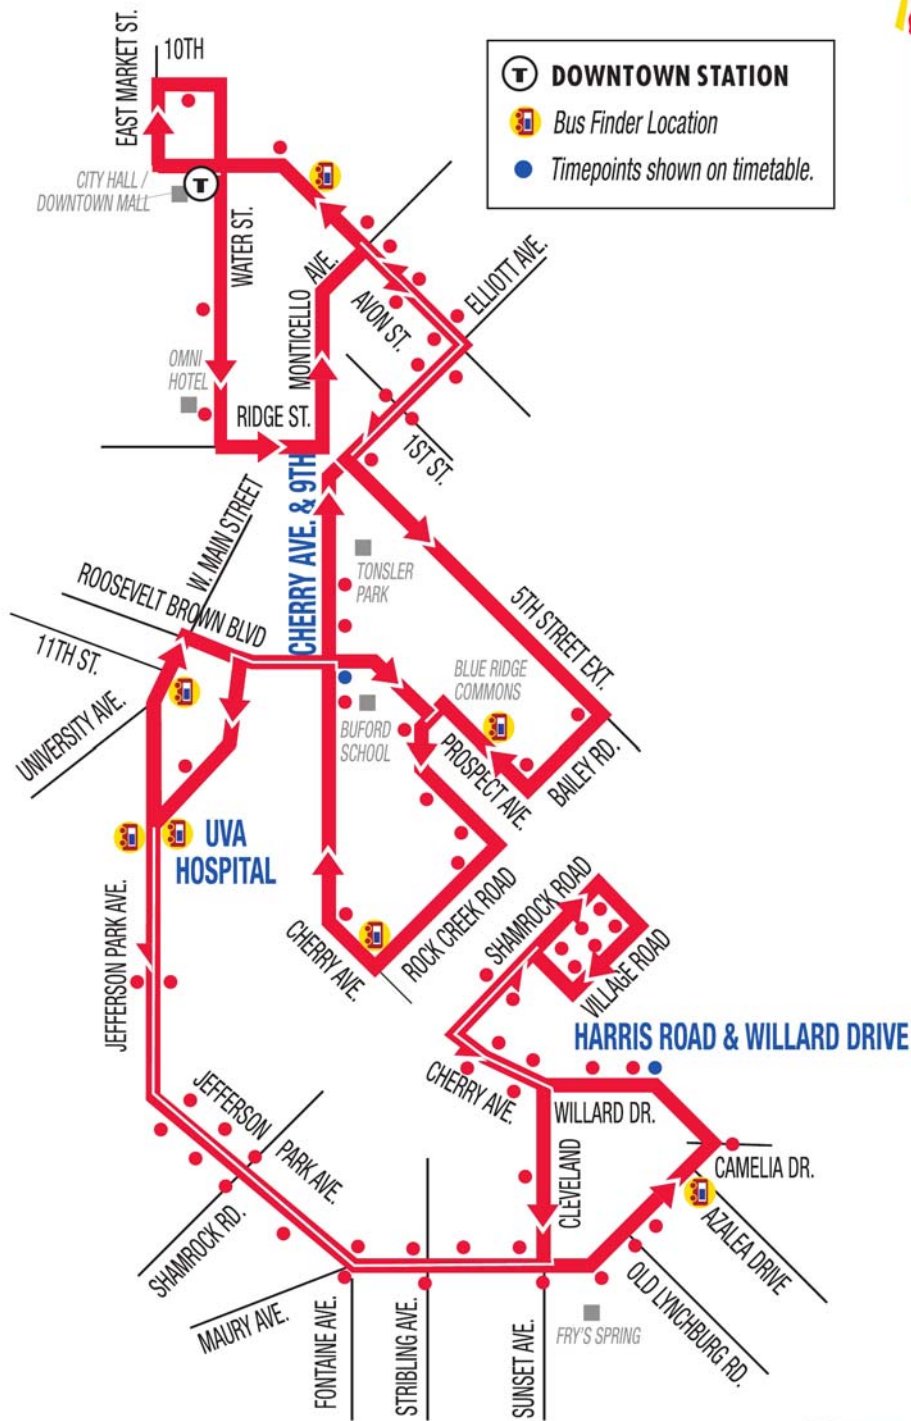 EAST MARKET ST.
10TH
T DOWNTOWN STATION
Bus Finder Location
Timepoints shown on timetable.
CITY HALL /
DOWNTOWN MALL
T
WATER ST.
MONTICELLO
AVE.
AVON ST.
ELLIOTT AVE.
OMNI
HOTEL
RIDGE ST.
1ST ST.
W. MAIN STREET
CHERRY AVE. & 9TH
TONSLER
PARK
ROOSEVELT BROWN BLVD
11TH ST.
UNIVERSITY AVE.
5TH STREET EXT.
BLUE RIDGE
COMMONS
BUFORD
SCHOOL
PROSPECT AVE.
BAILEY RD.
UVA
HOSPITAL
JEFFERSON PARK AVE.
CHERRY AVE.
ROCK CREEK ROAD
SHAMROCK ROAD
VILLAGE ROAD
HARRIS ROAD & WILLARD DRIVE
CHERRY AVE.
WILLARD DR.
JEFFERSON
PARK AVE.
CLEVELAND
CAMELIA DR.
AZALEA DRIVE
SHAMROCK RD.
MAURY AVE.
FONTAINE AVE.
STRIBLING AVE.
SUNSET AVE.
FRY'S SPRING
OLD LYNCHBURG RD.